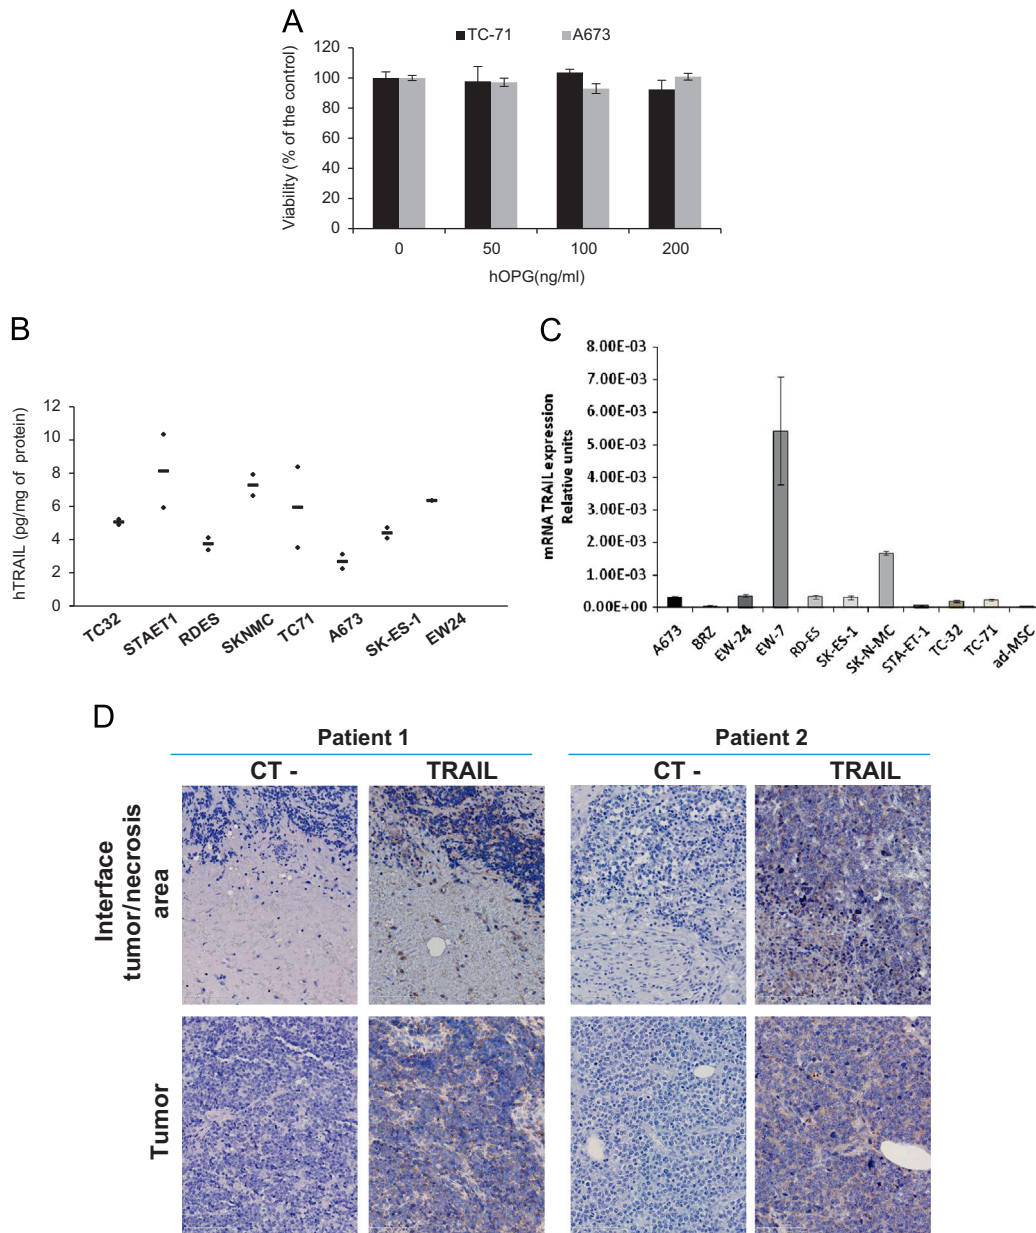 A
TC-71 A673
120
100
80
60
40
20
0
Viability (% of the control)
0 50 100 200
hOPG(ng/ml)
B
12
10
8
6
4
2
0
hTRAIL (pg/mg of protein)
TC32 STAET1 RDES SKNMC TC71 A673 SK-ES-1 EW24
C
8.00E-03
7.00E-03
6.00E-03
5.00E-03
4.00E-03
3.00E-03
2.00E-03
1.00E-03
0.00E+00
mRNA TRAIL expression
Relative units
A673 BRZ EW-24 EW-7 RD-ES SK-ES-1 SK-N-MC STA-ET-1 TC-32 TC-71 ad-MSC
D
Patient 1 Patient 2
CT - TRAIL CT - TRAIL
Interface
tumor/necrosis
area
Tumor